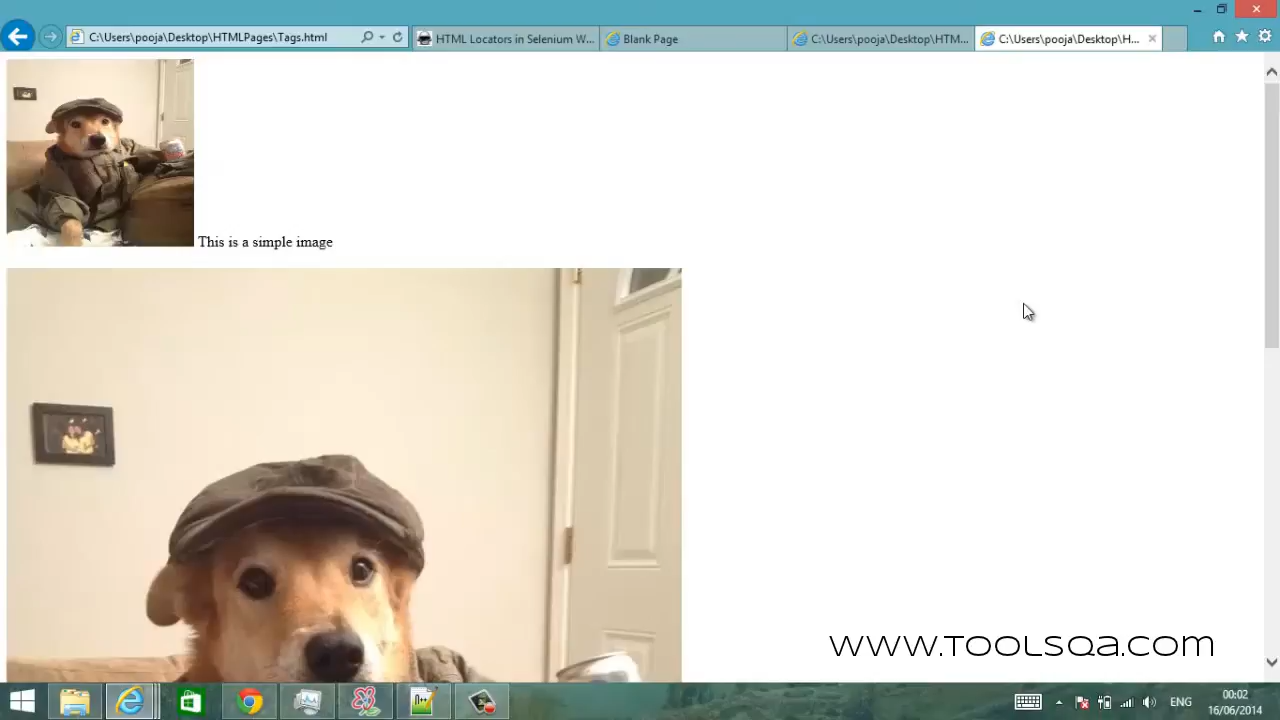 C:\Users\pooja\Desktop\HTMLPages\Tags.html
HTML Locators in Selenium W...
Blank Page
C:\Users\pooja\Desktop\HTM...
C:\Users\pooja\Desktop\H...
This is a simple image
www.TOOLSQA.com
ENG
00:02
16/06/2014